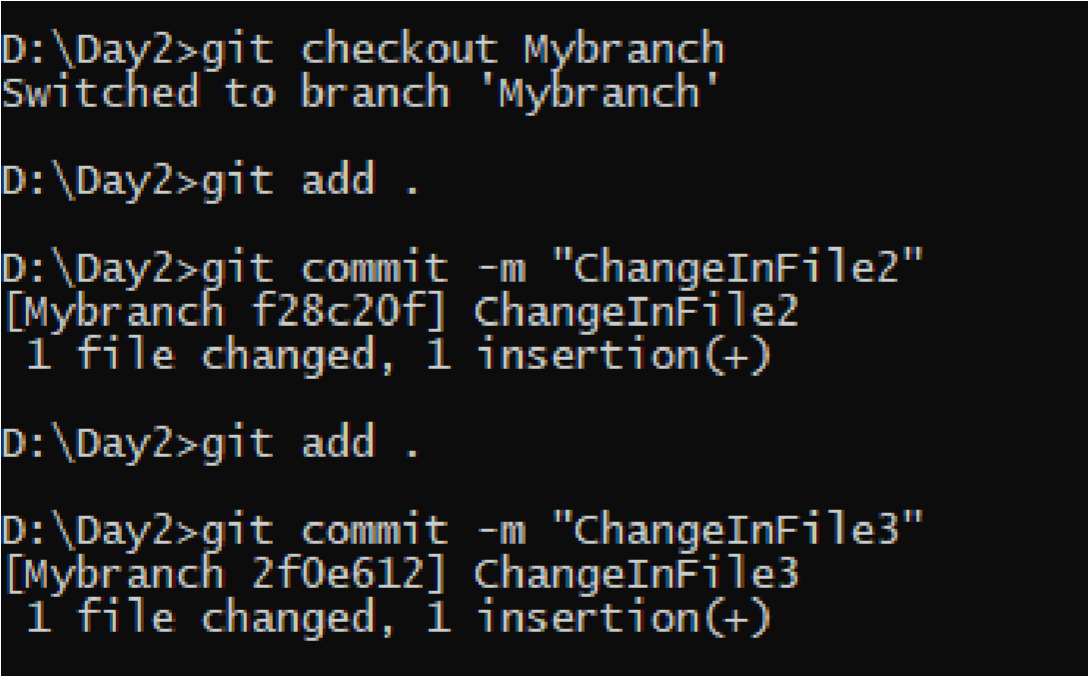 D:\Day2>git checkout Mybranch
Switched to branch 'Mybranch'
D:\Day2>git add .
D:\Day2>git commit -m "ChangeInFile2"
[Mybranch f28c20f] ChangeInFile2
 1 file changed, 1 insertion(+)
D:\Day2>git add .
D:\Day2>git commit -m "ChangeInFile3"
[Mybranch 2f0e612] ChangeInFile3
 1 file changed, 1 insertion(+)